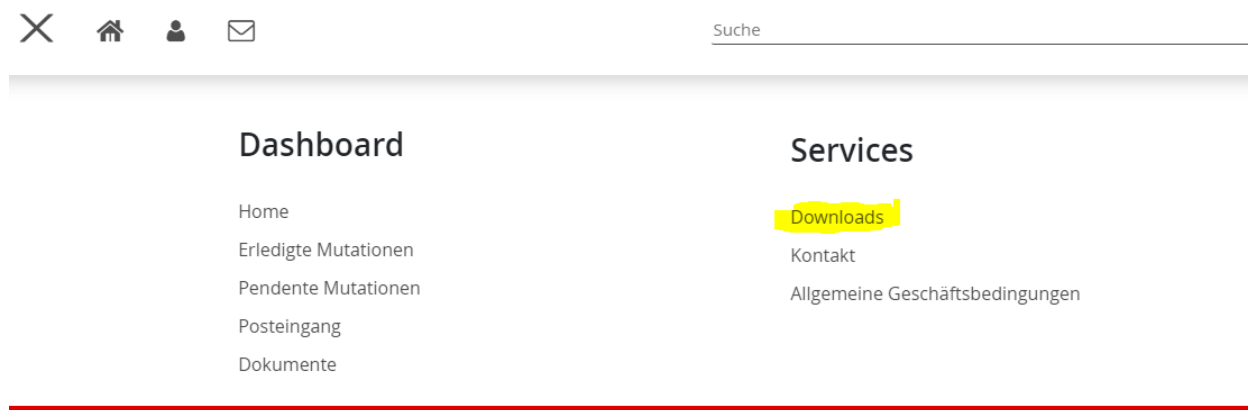 Suche
Dashboard
Home
Erledigte Mutationen
Pendente Mutationen
Posteingang
Dokumente
Services
Downloads
Kontakt
Allgemeine Geschäftsbedingungen